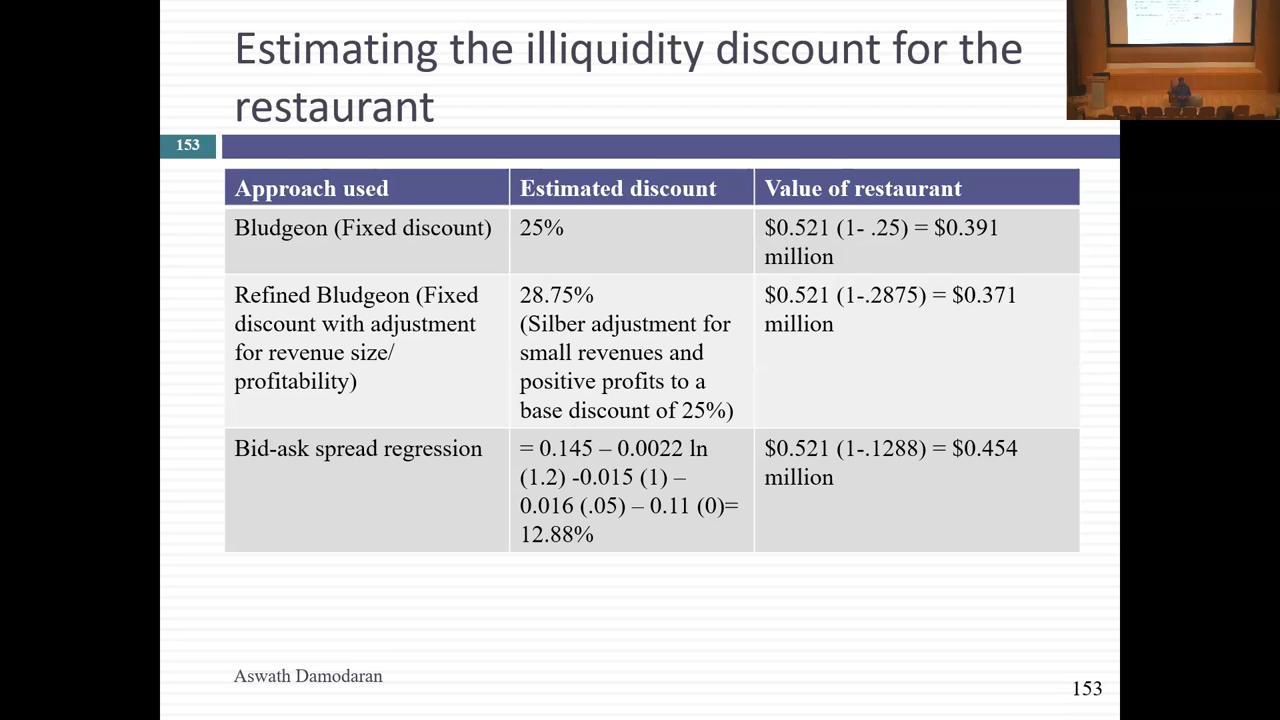 Estimating the illiquidity discount for the
restaurant
153
Approach used
Estimated discount
Value of restaurant
Bludgeon (Fixed discount)
25%
$0.521 (1- .25) = $0.391
million
Refined Bludgeon (Fixed
discount with adjustment
for revenue size/
profitability)
28.75%
(Silber adjustment for
small revenues and
positive profits to a
base discount of 25%)
$0.521 (1-.2875) = $0.371
million
Bid-ask spread regression
= 0.145 – 0.0022 ln
(1.2) -0.015 (1) –
0.016 (.05) – 0.11 (0)=
12.88%
$0.521 (1-.1288) = $0.454
million
Aswath Damodaran
153